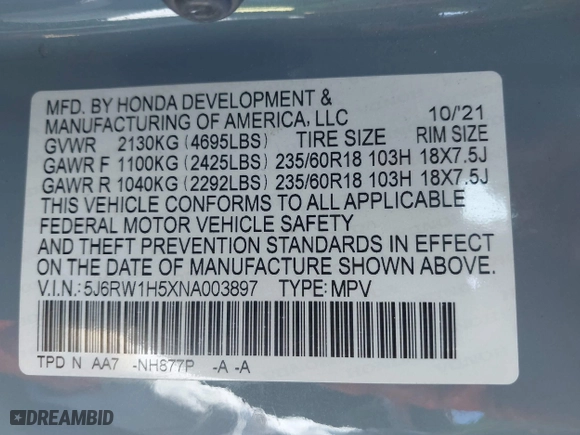 MFD. BY HONDA DEVELOPMENT &
MANUFACTURING OF AMERICA, LLC 10/'21
GVWR 2130KG (4695LBS) TIRE SIZE RIM SIZE
GAWR F 1100KG (2425LBS) 235/60R18 103H 18X7.5J
GAWR R 1040KG (2292LBS) 235/60R18 103H 18X7.5J
THIS VEHICLE CONFORMS TO ALL APPLICABLE
FEDERAL MOTOR VEHICLE SAFETY
AND THEFT PREVENTION STANDARDS IN EFFECT
ON THE DATE OF MANUFACTURE SHOWN ABOVE.
V.I.N.: 5J6RW1H5XNA003897 TYPE: MPV
TPD N AA7 -NH877P -A -A
DREAMBID